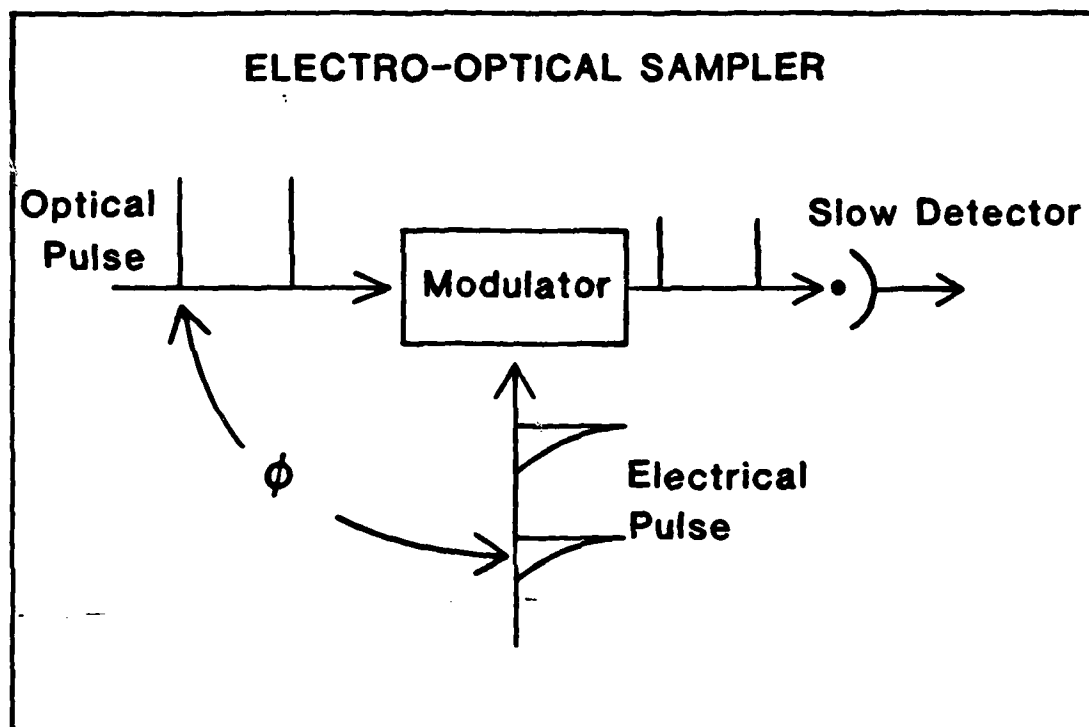 ELECTRO-OPTICAL SAMPLER
Optical
Pulse
Modulator
Slow Detector
ϕ
Electrical
Pulse